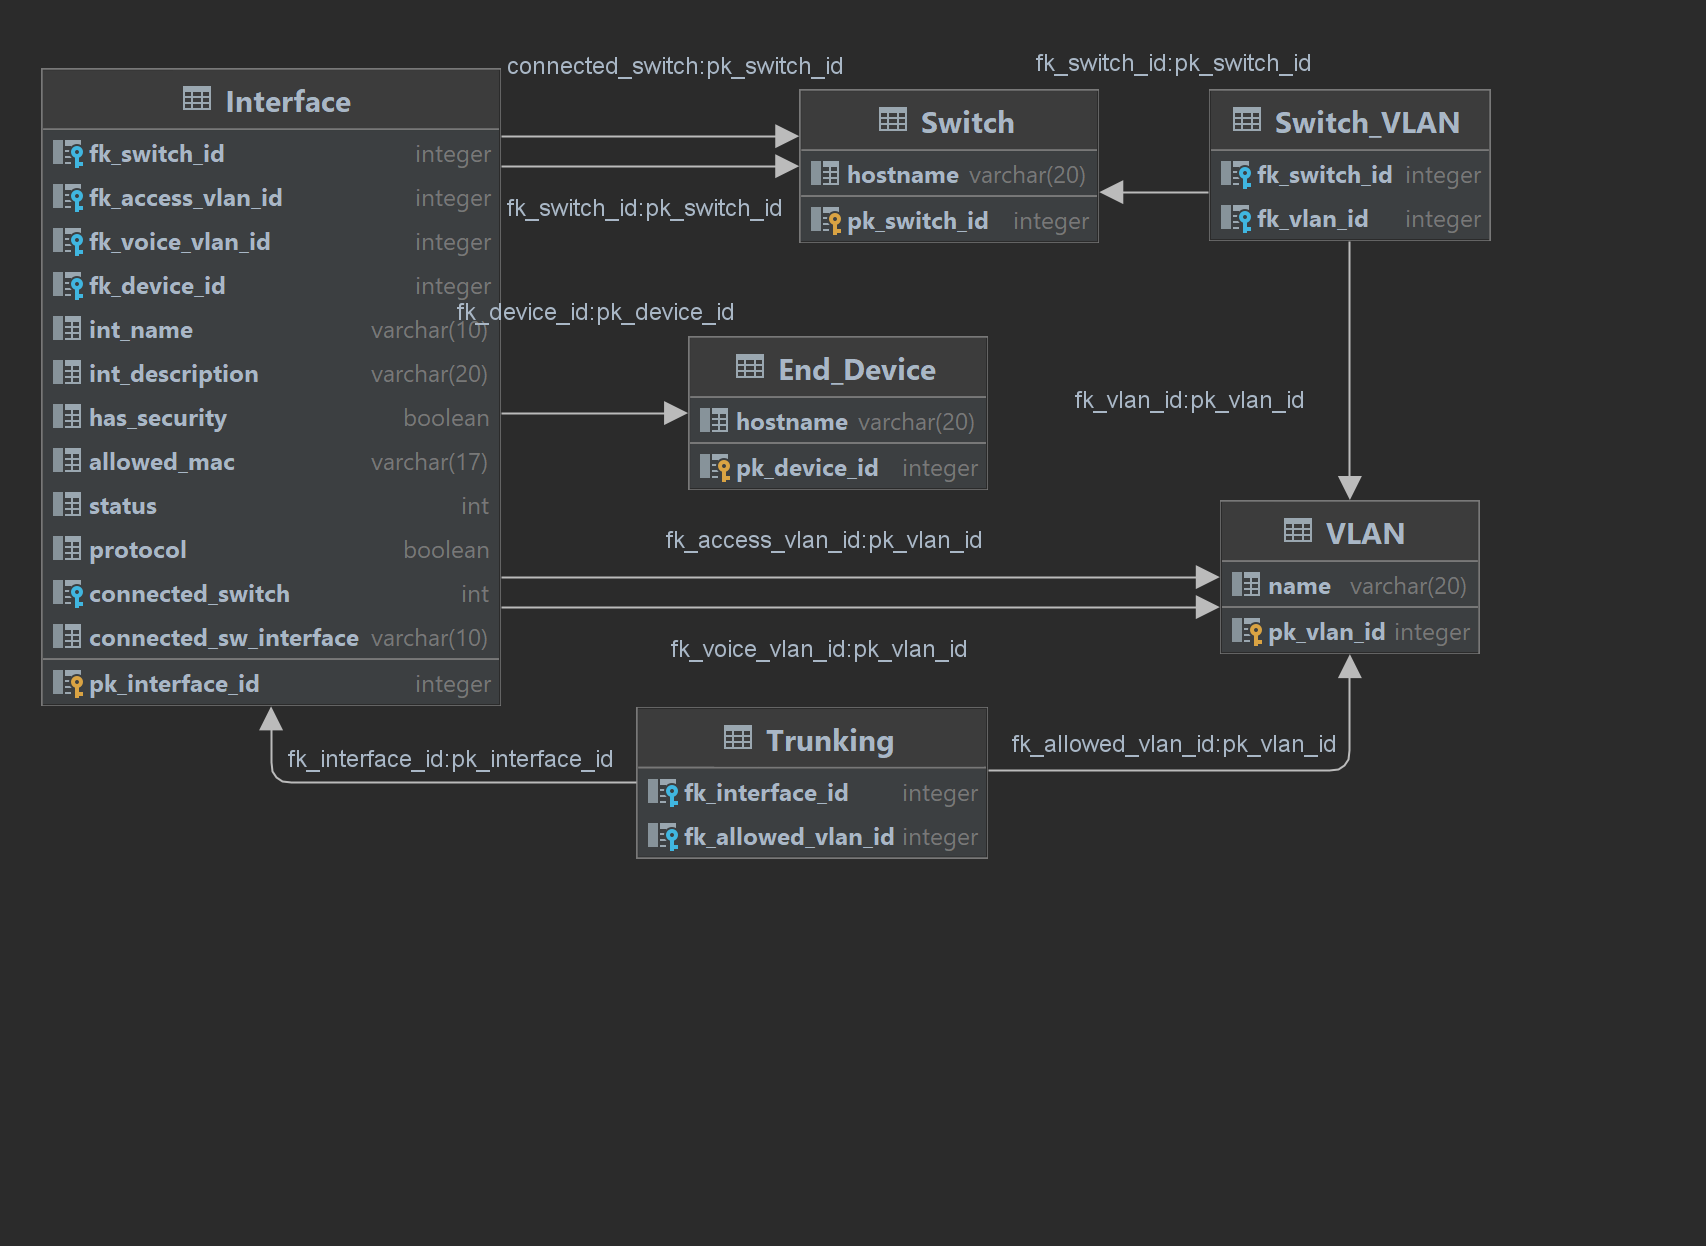 connected_switch:pk_switch_id
fk_switch_id:pk_switch_id
Interface
fk_switch_id integer
fk_access_vlan_id integer
fk_voice_vlan_id integer
fk_device_id integer
int_name varchar(10)
int_description varchar(20)
has_security boolean
allowed_mac varchar(17)
status int
protocol boolean
connected_switch int
connected_sw_interface varchar(10)
pk_interface_id integer
Switch
hostname varchar(20)
pk_switch_id integer
Switch_VLAN
fk_switch_id integer
fk_vlan_id integer
fk_switch_id:pk_switch_id
fk_device_id:pk_device_id
End_Device
hostname varchar(20)
pk_device_id integer
fk_vlan_id:pk_vlan_id
fk_access_vlan_id:pk_vlan_id
VLAN
name varchar(20)
pk_vlan_id integer
fk_voice_vlan_id:pk_vlan_id
fk_interface_id:pk_interface_id
Trunking
fk_interface_id integer
fk_allowed_vlan_id integer
fk_allowed_vlan_id:pk_vlan_id